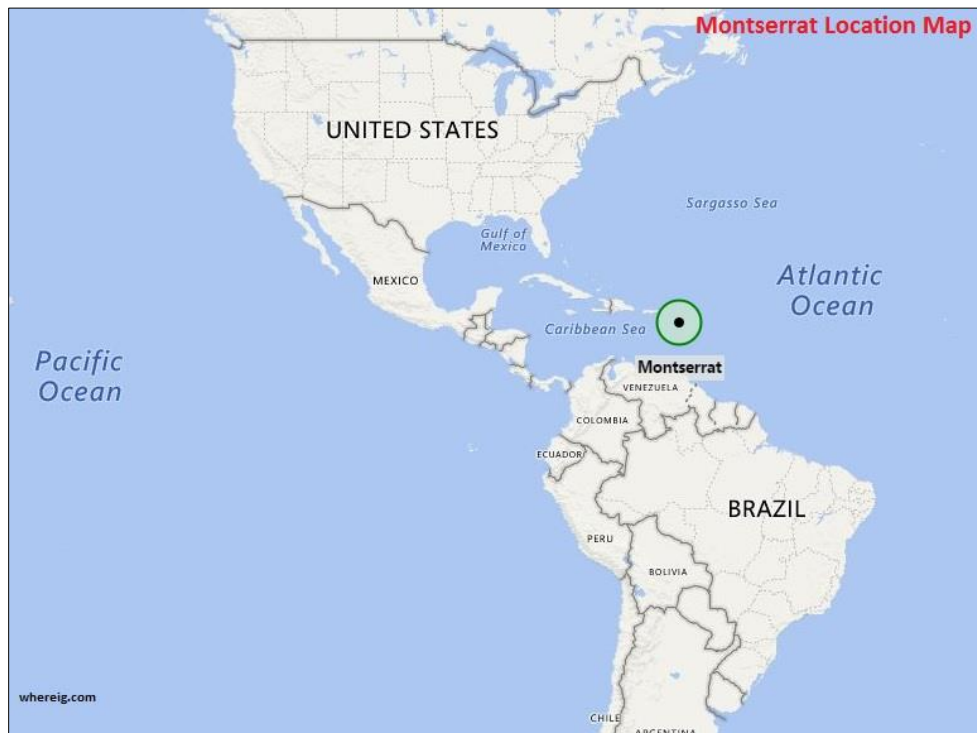 Montserrat Location Map
UNITED STATES
Sargasso Sea
Gulf of
Mexico
MEXICO
Atlantic
Ocean
Caribbean Sea
Pacific
Ocean
Montserrat
VENEZUELA
COLOMBIA
ECUADOR
BRAZIL
PERU
BOLIVIA
whereig.com
CHILE
ARGENTINA